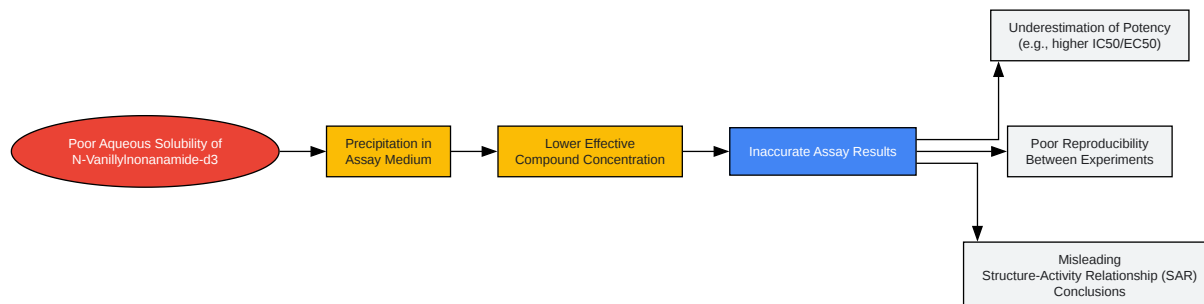 Underestimation of Potency
(e.g., higher IC50/EC50)
Poor Aqueous Solubility of
N-Vanillylnonanamide-d3
Precipitation in
Assay Medium
Lower Effective
Compound Concentration
Inaccurate Assay Results
Poor Reproducibility
Between Experiments
Misleading
Structure-Activity Relationship (SAR)
Conclusions